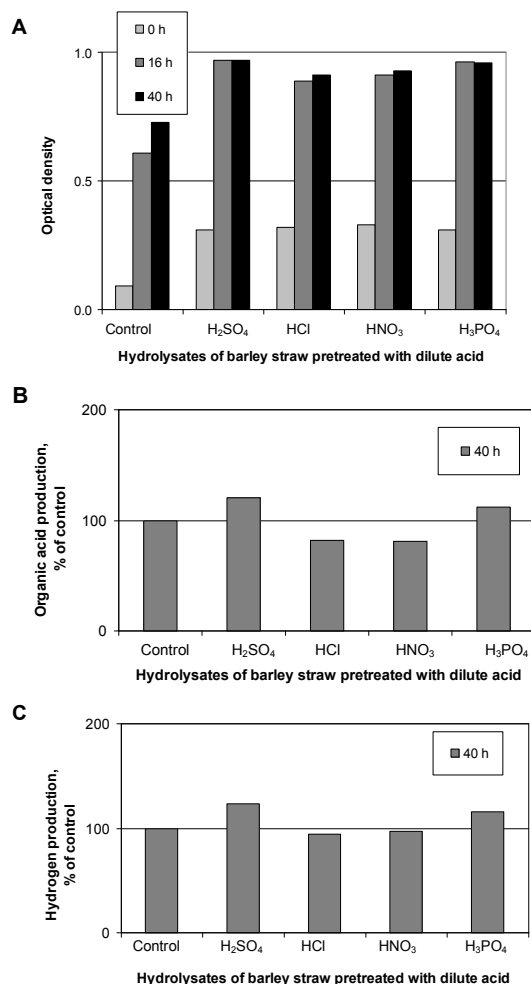 A
0 h
16 h
40 h
1.0
0.5
0.0
Optical density
Control H₂SO₄ HCl HNO₃ H₃PO₄
Hydrolysates of barley straw pretreated with dilute acid
B
200
100
0
Organic acid production,
% of control
40 h
Control H₂SO₄ HCl HNO₃ H₃PO₄
Hydrolysates of barley straw pretreated with dilute acid
C
200
100
0
Hydrogen production,
% of control
40 h
Control H₂SO₄ HCl HNO₃ H₃PO₄
Hydrolysates of barley straw pretreated with dilute acid